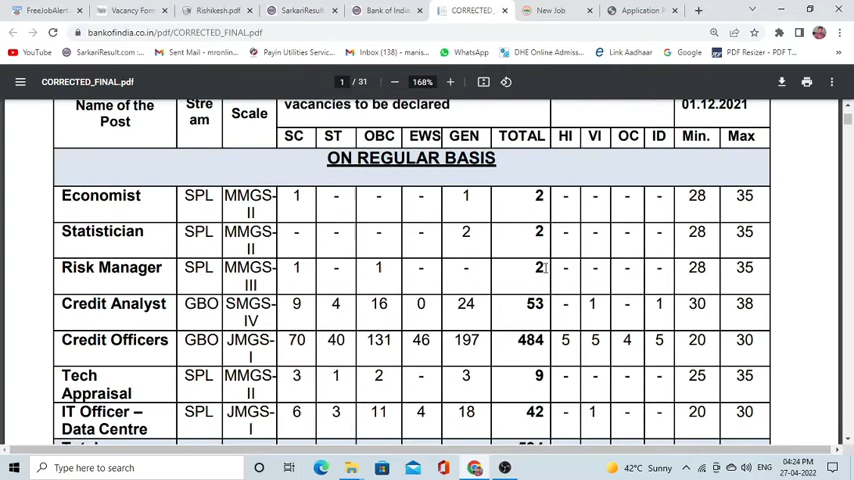 FreeJobAlert
Vacancy Form
Rishikesh.pdf
SarkariResult
Bank of India
CORRECTED_
New Job
Application F
bankofindia.co.in/pdf/CORRECTED_FINAL.pdf
YouTube SarkariResult.com: Sent Mail - mronlin... Payin Utilities Servic... Inbox (138) - manis... WhatsApp DHE Online Admissi... Link Aadhaar Google PDF Resizer - PDF M...
CORRECTED_FINAL.pdf 1 / 31 168%
Name of the Post Stre am Scale vacancies to be declared 01.12.2021
SC ST OBC EWS GEN TOTAL HI VI OC ID Min. Max
ON REGULAR BASIS
Economist SPL MMGS-II 1 - - - 1 2 - - - - 28 35
Statistician SPL MMGS-II - - - - 2 2 - - - - 28 35
Risk Manager SPL MMGS-III 1 - 1 - - 2 - - - - 28 35
Credit Analyst GBO SMGS-IV 9 4 16 0 24 53 - 1 - 1 30 38
Credit Officers GBO JMGS-I 70 40 131 46 197 484 5 5 4 5 20 30
Tech Appraisal SPL MMGS-II 3 1 2 - 3 9 - - - - 25 35
IT Officer – Data Centre SPL JMGS-I 6 3 11 4 18 42 - 1 - - 20 30
Type here to search
42°C Sunny
ENG
04:24 PM
27-04-2022